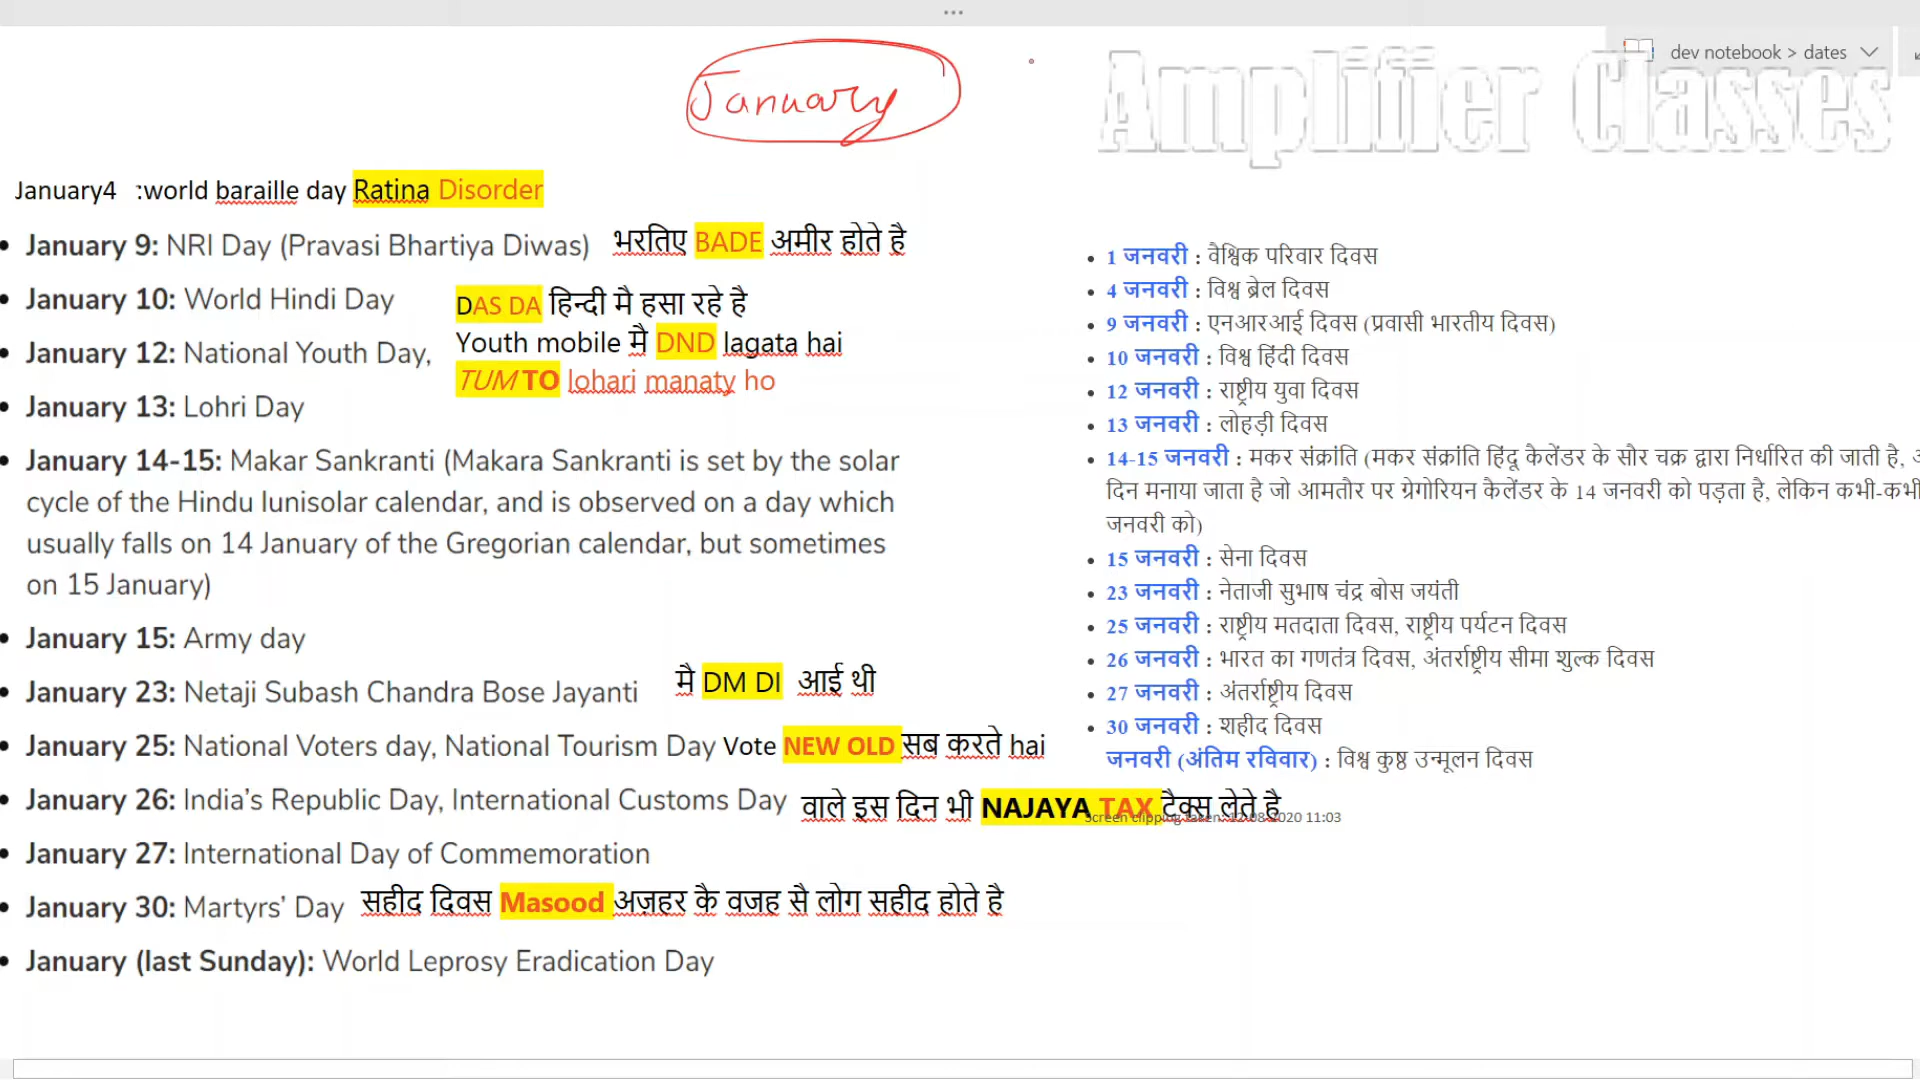 January
Amplifier Classes
dev notebook > dates
January4 :world baraille day Ratina Disorder
January 9: NRI Day (Pravasi Bhartiya Diwas) भरतिए BADE अमीर होते है
January 10: World Hindi Day DAS DA हिन्दी मै हसा रहे है
Youth mobile मै DND lagata hai
January 12: National Youth Day,
TUM TO lohari manaty ho
January 13: Lohri Day
January 14-15: Makar Sankranti (Makara Sankranti is set by the solar
cycle of the Hindu lunisolar calendar, and is observed on a day which
usually falls on 14 January of the Gregorian calendar, but sometimes
on 15 January)
January 15: Army day
January 23: Netaji Subash Chandra Bose Jayanti मै DM DI आई थी
January 25: National Voters day, National Tourism Day Vote NEW OLD सब करते hai
January 26: India's Republic Day, International Customs Day वाले इस दिन भी NAJAYA TAX टैक्स लेते है
January 27: International Day of Commemoration
January 30: Martyrs' Day सहीद दिवस Masood अज़हर कै वजह सै लोग सहीद होते है
January (last Sunday): World Leprosy Eradication Day
1 जनवरी : वैश्विक परिवार दिवस
4 जनवरी : विश्व ब्रेल दिवस
9 जनवरी : एनआरआई दिवस (प्रवासी भारतीय दिवस)
10 जनवरी : विश्व हिंदी दिवस
12 जनवरी : राष्ट्रीय युवा दिवस
13 जनवरी : लोहड़ी दिवस
14-15 जनवरी : मकर संक्रांति (मकर संक्रांति हिंदू कैलेंडर के सौर चक्र द्वारा निर्धारित की जाती है,
दिन मनाया जाता है जो आमतौर पर ग्रेगोरियन कैलेंडर के 14 जनवरी को पड़ता है, लेकिन कभी-कभी
जनवरी को)
15 जनवरी : सेना दिवस
23 जनवरी : नेताजी सुभाष चंद्र बोस जयंती
25 जनवरी : राष्ट्रीय मतदाता दिवस, राष्ट्रीय पर्यटन दिवस
26 जनवरी : भारत का गणतंत्र दिवस, अंतर्राष्ट्रीय सीमा शुल्क दिवस
27 जनवरी : अंतर्राष्ट्रीय दिवस
30 जनवरी : शहीद दिवस
जनवरी (अंतिम रविवार) : विश्व कुष्ठ उन्मूलन दिवस
Screen clipping taken: 12-08-2020 11:03